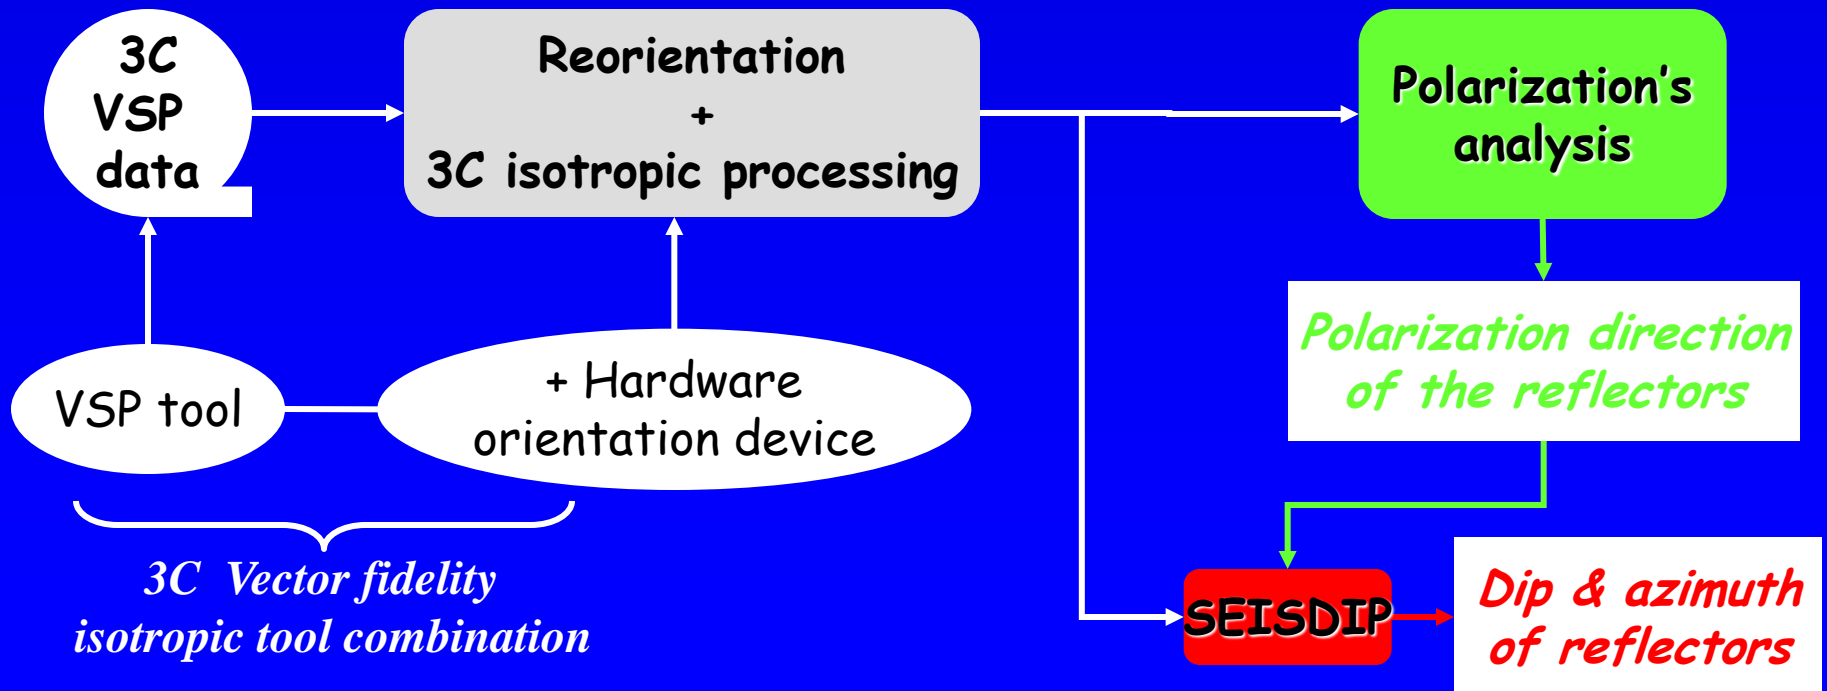 3C
VSP
data
Reorientation
+
3C isotropic processing
Polarization's
analysis
Polarization direction
of the reflectors
VSP tool
+ Hardware
orientation device
3C Vector fidelity
isotropic tool combination
SEISDIP
Dip & azimuth
of reflectors